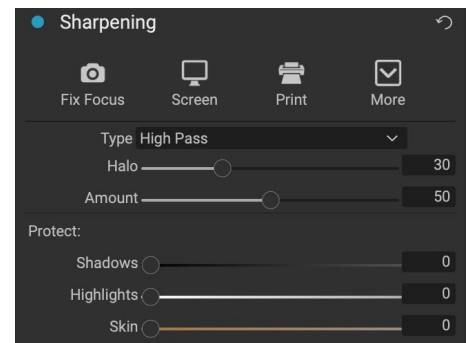 Sharpening
Fix Focus Screen Print More
Type High Pass
Halo 30
Amount 50
Protect:
Shadows 0
Highlights 0
Skin 0